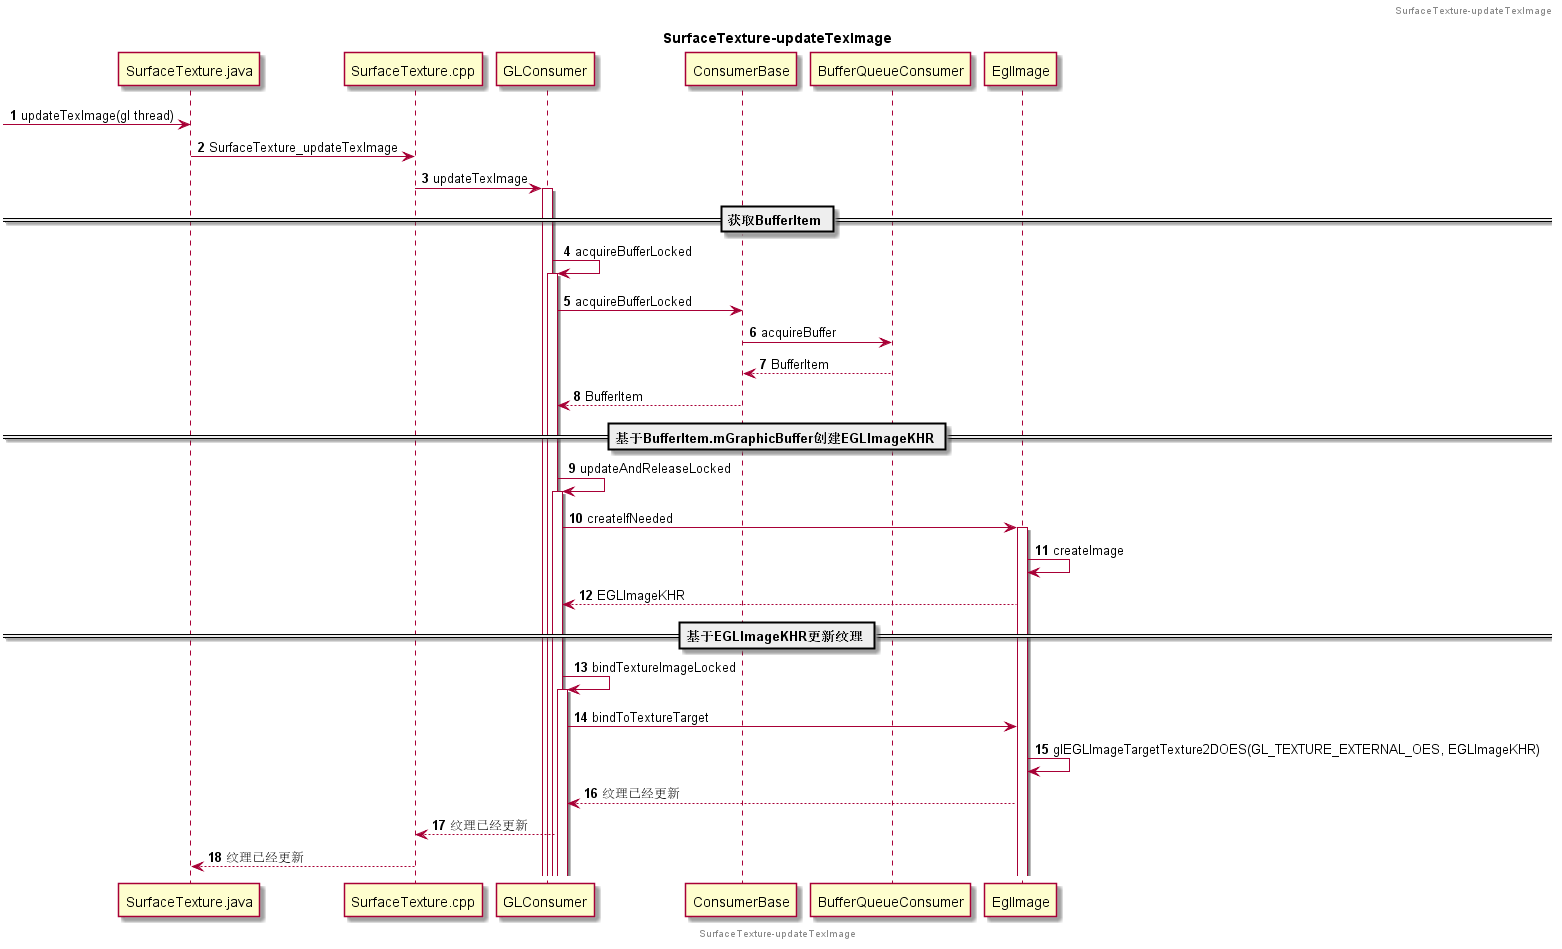 SurfaceTexture-updateTexImage
SurfaceTexture-updateTexImage
SurfaceTexture.java SurfaceTexture.cpp GLConsumer ConsumerBase BufferQueueConsumer EglImage
1 updateTexImage(gl thread)
2 SurfaceTexture_updateTexImage
3 updateTexImage
获取BufferItem
4 acquireBufferLocked
5 acquireBufferLocked
6 acquireBuffer
7 BufferItem
8 BufferItem
基于BufferItem.mGraphicBuffer创建EGLImageKHR
9 updateAndReleaseLocked
10 createIfNeeded
11 createImage
12 EGLImageKHR
基于EGLImageKHR更新纹理
13 bindTextureImageLocked
14 bindToTextureTarget
15 glEGLImageTargetTexture2DOES(GL_TEXTURE_EXTERNAL_OES, EGLImageKHR)
16 纹理已经更新
17 纹理已经更新
18 纹理已经更新
SurfaceTexture.java SurfaceTexture.cpp GLConsumer ConsumerBase BufferQueueConsumer EglImage
SurfaceTexture-updateTexImage